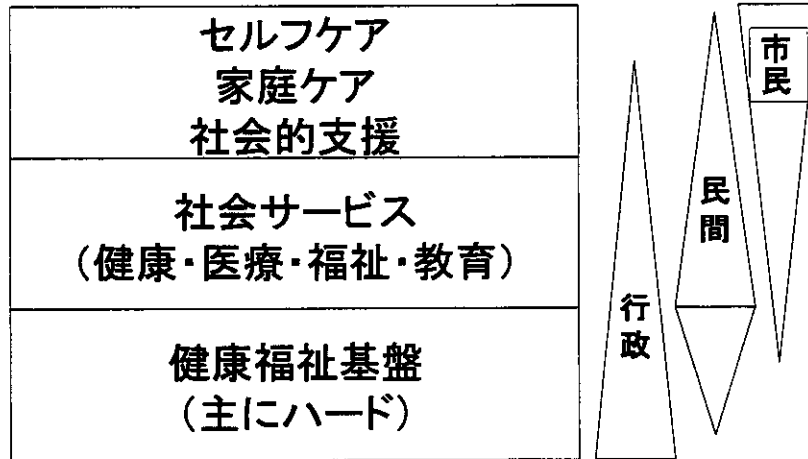 セルフケア
家庭ケア
社会的支援
社会サービス
（健康・医療・福祉・教育）
健康福祉基盤
（主にハード）
行政
民間
市民